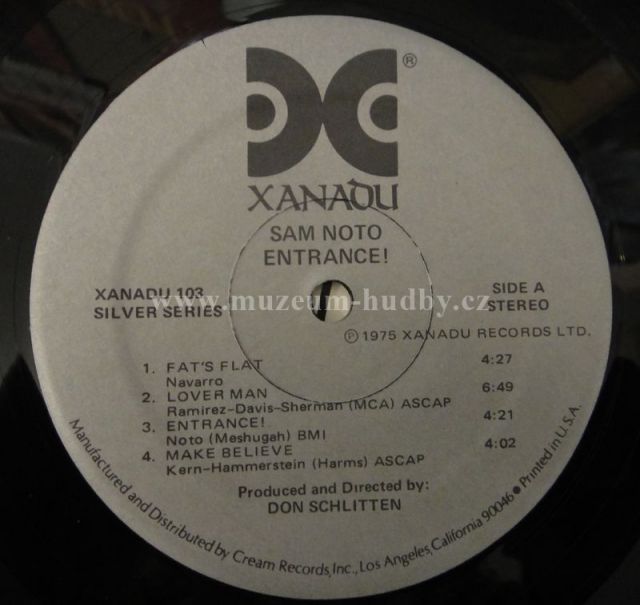 ®
XANADU
SAM NOTO
ENTRANCE!
XANADU 103
SILVER SERIES
SIDE A
STEREO
www.muzeum-hudby.cz
℗ 1975 XANADU RECORDS LTD.
1. FAT'S FLAT 4:27
Navarro
2. LOVER MAN 6:49
Ramirez-Davis-Sherman (MCA) ASCAP
3. ENTRANCE! 4:21
Noto (Meshugah) BMI
4. MAKE BELIEVE 4:02
Kern-Hammerstein (Harms) ASCAP
Produced and Directed by:
DON SCHLITTEN
Manufactured and Distributed by Cream Records, Inc., Los Angeles, California 90046 ● Printed in U.S.A.